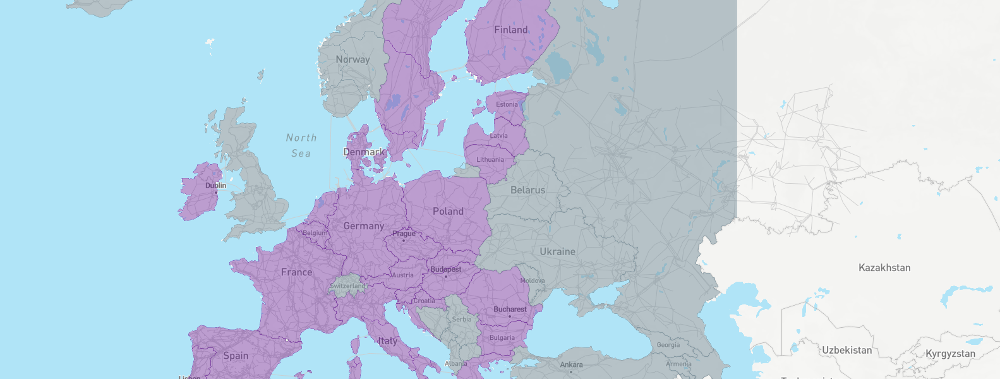 Finland
Norway
Estonia
North
Sea
Latvia
Denmark
Lithuania
Dublin
Belarus
Poland
Germany
Belgium
Prague
Ukraine
France
Budapest
Austria
Kazakhstan
Moldova
Switzerland
Croatia
Bucharest
Serbia
Bulgaria
Italy
Georgia
Uzbekistan
Kyrgyzstan
Spain
Albania
Ankara
Armenia